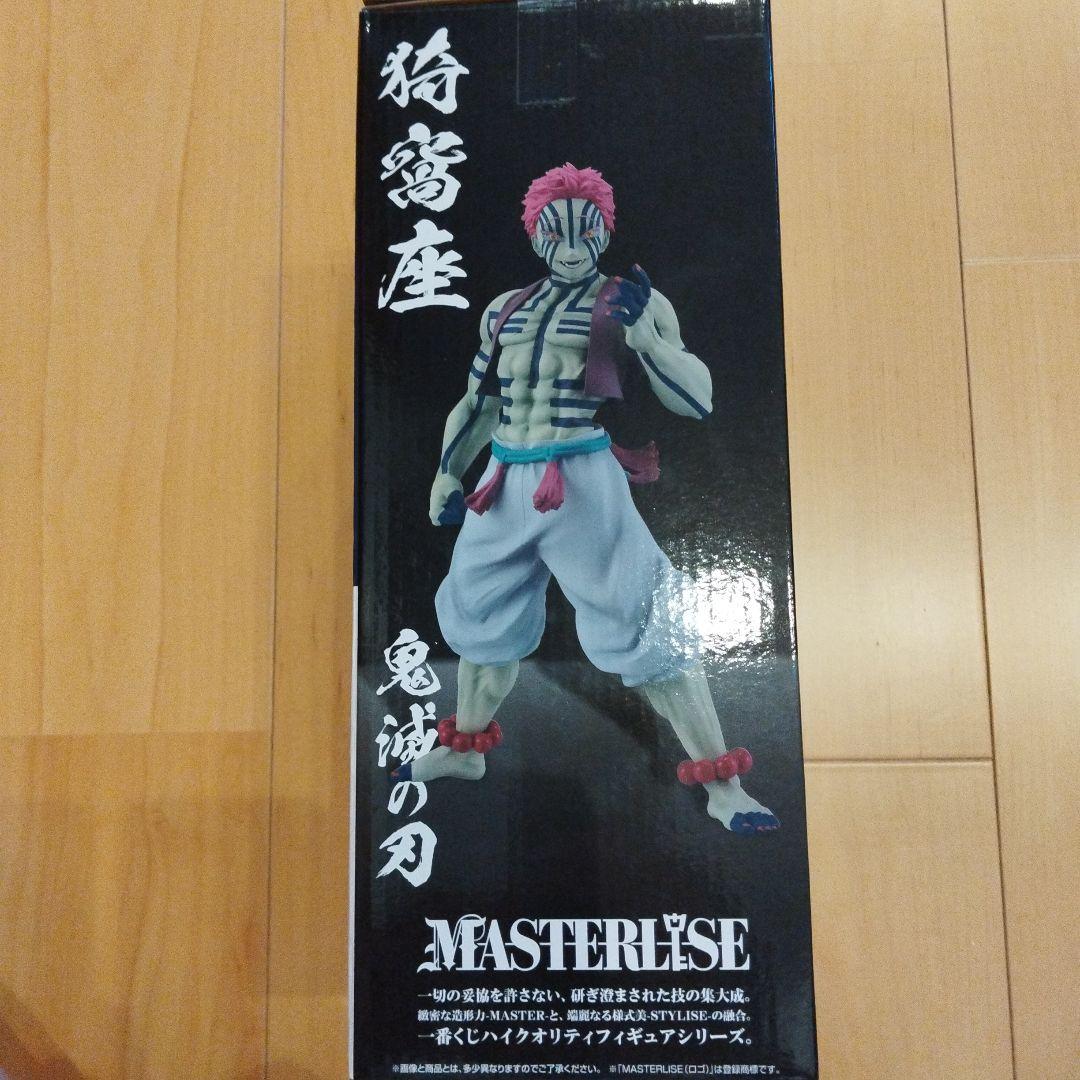 猗窩座
鬼滅の刃
MASTERLISE
一切の妥協を許さない、研ぎ澄まされた技の集大成。
緻密な造形力-MASTER-と、端麗なる様式美-STYLISE-の融合。
一番くじハイクオリティフィギュアシリーズ。
※画像と商品とは、多少異なりますのでご了承ください。 ※「MASTERLISE（ロゴ）」は登録商標です。